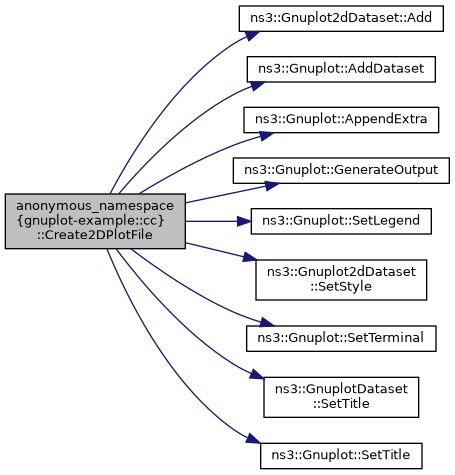 anonymous_namespace
{gnuplot-example::cc}
::Create2DPlotFile
ns3::Gnuplot2dDataset::Add
ns3::Gnuplot::AddDataset
ns3::Gnuplot::AppendExtra
ns3::Gnuplot::GenerateOutput
ns3::Gnuplot::SetLegend
ns3::Gnuplot2dDataset
::SetStyle
ns3::Gnuplot::SetTerminal
ns3::GnuplotDataset
::SetTitle
ns3::Gnuplot::SetTitle